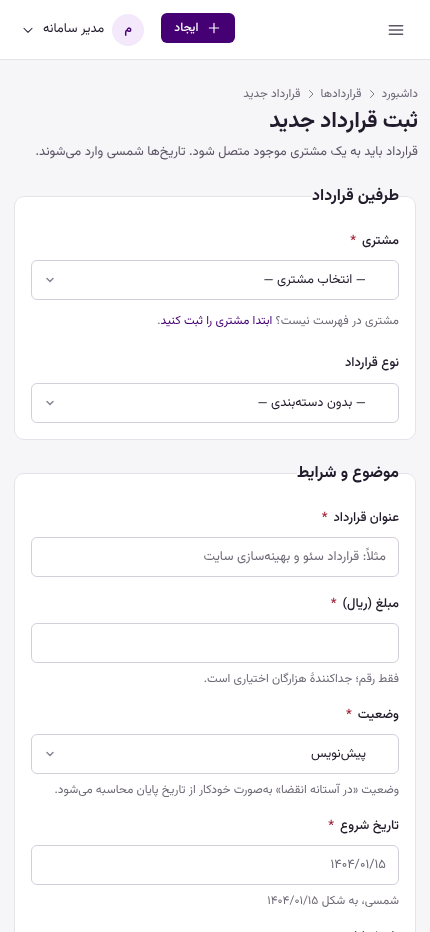 ایجاد
م
مدیر سامانه
داشبورد
قراردادها
قرارداد جدید
ثبت قرارداد جدید
قرارداد باید به یک مشتری موجود متصل شود. تاریخ‌ها شمسی وارد می‌شوند.
طرفین قرارداد
مشتری *
— انتخاب مشتری —
مشتری در فهرست نیست؟ ابتدا مشتری را ثبت کنید.
نوع قرارداد
— بدون دسته‌بندی —
موضوع و شرایط
عنوان قرارداد *
مثلاً: قرارداد سئو و بهینه‌سازی سایت
مبلغ (ریال) *
فقط رقم؛ جداکنندهٔ هزارگان اختیاری است.
وضعیت *
پیش‌نویس
وضعیت «در آستانه انقضا» به‌صورت خودکار از تاریخ پایان محاسبه می‌شود.
تاریخ شروع *
۱۴۰۴/۰۱/۱۵
شمسی، به شکل ۱۴۰۴/۰۱/۱۵